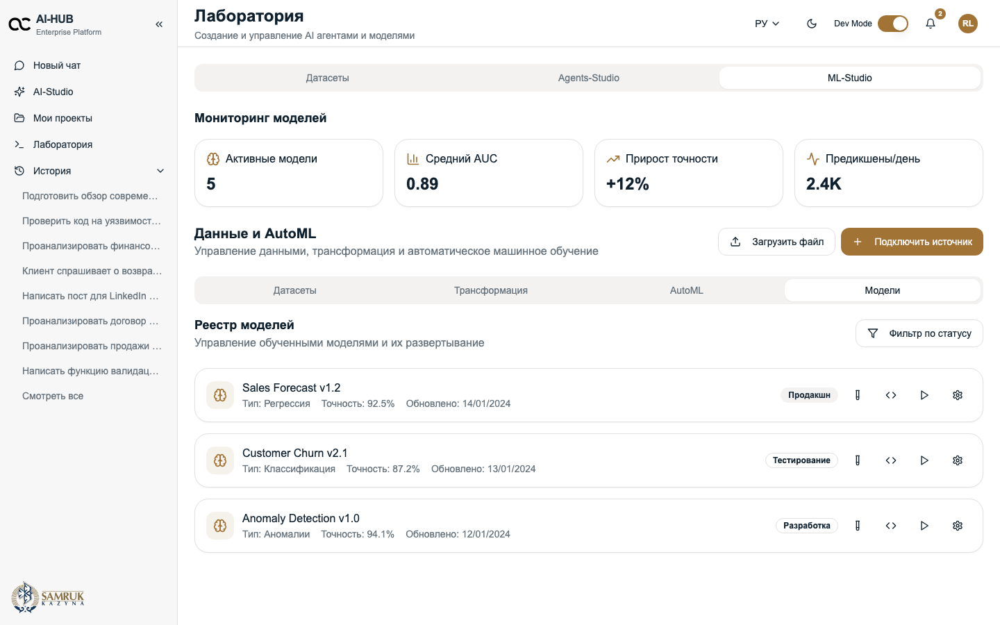 AI-HUB
Enterprise Platform
Новый чат
AI-Studio
Мои проекты
Лаборатория
История
Подготовить обзор совреме...
Проверить код на уязвимост...
Проанализировать финансо...
Клиент спрашивает о возвра...
Написать пост для LinkedIn ...
Проанализировать договор ...
Проанализировать продажи ...
Написать функцию валидац...
Смотреть все
SAMRUK
KAZYNA
Лаборатория
Создание и управление AI агентами и моделями
РУ
Dev Mode
2
RL
Датасеты
Agents-Studio
ML-Studio
Мониторинг моделей
Активные модели
5
Средний AUC
0.89
Прирост точности
+12%
Предикшены/день
2.4K
Данные и AutoML
Управление данными, трансформация и автоматическое машинное обучение
Загрузить файл
Подключить источник
Датасеты
Трансформация
AutoML
Модели
Реестр моделей
Управление обученными моделями и их развертывание
Фильтр по статусу
Sales Forecast v1.2
Тип: Регрессия Точность: 92.5% Обновлено: 14/01/2024
Продакшн
Customer Churn v2.1
Тип: Классификация Точность: 87.2% Обновлено: 13/01/2024
Тестирование
Anomaly Detection v1.0
Тип: Аномалии Точность: 94.1% Обновлено: 12/01/2024
Разработка